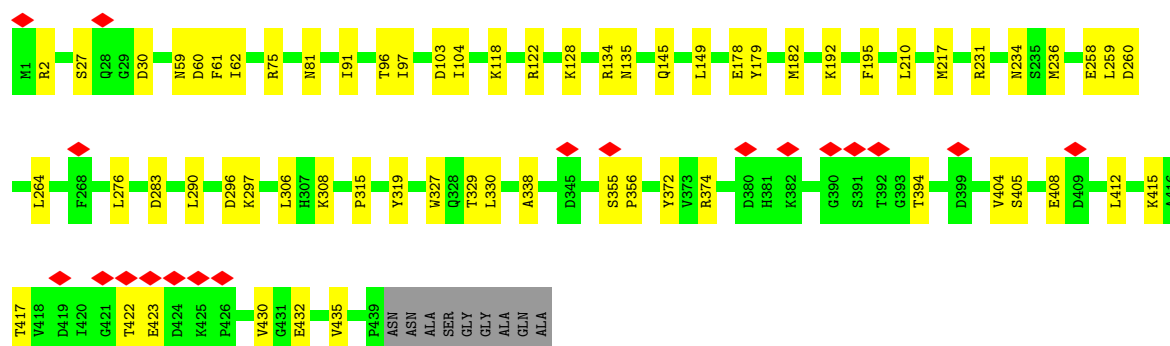 M1 R2 S27 Q28 G29 D30 N59 D60 F61 I62 R75 N81 I91 T96 I97 D103 I104 K118 R122 K128 R134 N135 Q145 L149 E178 Y179 M182 K192 F195 L210 M217 R231 N234 S235 M236 E258 L259 D260
L264 F268 L276 D283 L290 D296 K297 L306 H307 K308 P315 Y319 W327 Q328 T329 L330 A338 D345 S355 P356 Y372 V373 R374 D380 H381 K382 G390 S391 T392 G393 T394 D399 V404 S405 E408 D409 L412 K415 A416
T417 V418 D419 I420 G421 T422 E423 D424 K425 P426 V430 G431 E432 V435 P439 ASN ASN ALA SER GLY GLY ALA GLN ALA